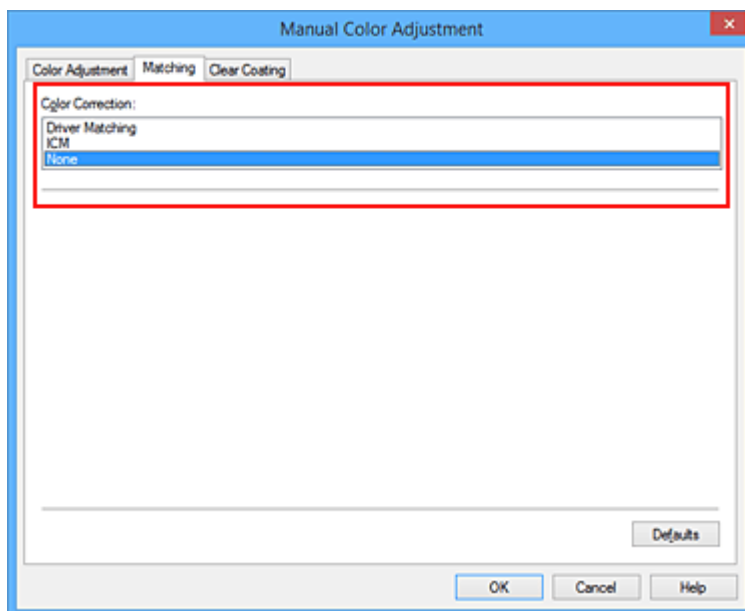 Manual Color Adjustment
Color Adjustment Matching Clear Coating
Color Correction:
Driver Matching
ICM
None
Defaults
OK Cancel Help